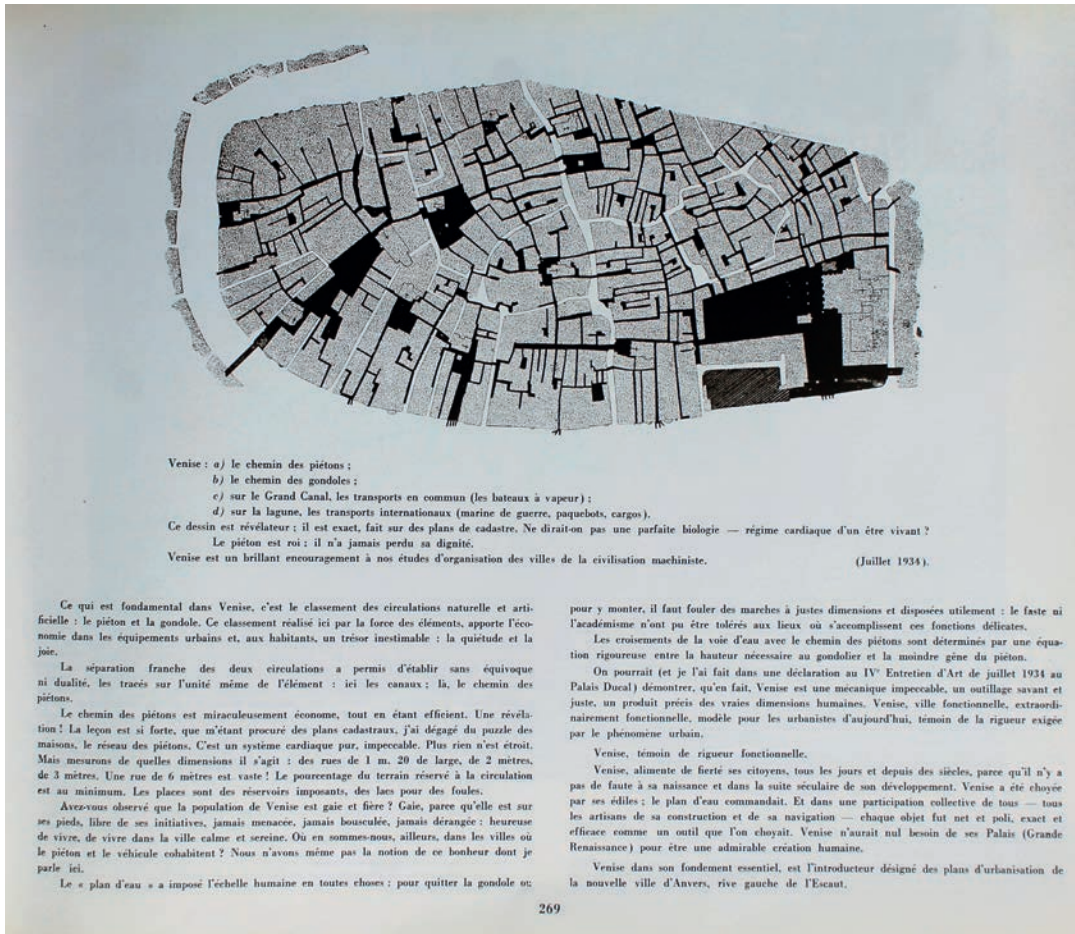 Venise : a) le chemin des piétons ;
b) le chemin des gondoles ;
c) sur le Grand Canal, les transports en commun (les bateaux à vapeur) ;
d) sur la lagune, les transports internationaux (marine de guerre, paquebots, cargos).
Ce dessin est révélateur ; il est exact, fait sur des plans de cadastre. Ne dirait-on pas une parfaite biologie — régime cardiaque d'un être vivant ?
Le piéton est roi ; il n'a jamais perdu sa dignité.
Venise est un brillant encouragement à nos études d'organisation des villes de la civilisation machiniste. (Juillet 1934).
Ce qui est fondamental dans Venise, c'est le classement des circulations naturelle et arti-
ficielle : le piéton et la gondole. Ce classement réalisé ici par la force des éléments, apporte l'éco-
nomie dans les équipements urbains et, aux habitants, un trésor inestimable : la quiétude et la
joie.
La séparation franche des deux circulations a permis d'établir sans équivoque
ni dualité, les tracés sur l'unité même de l'élément : ici les canaux ; là, le chemin des
piétons.
Le chemin des piétons est miraculeusement économe, tout en étant efficient. Une révéla-
tion ! La leçon est si forte, que m'étant procuré des plans cadastraux, j'ai dégagé du puzzle des
maisons, le réseau des piétons. C'est un système cardiaque pur, impeccable. Plus rien n'est étroit.
Mais mesurons de quelles dimensions il s'agit : des rues de 1 m. 20 de large, de 2 mètres,
de 3 mètres. Une rue de 6 mètres est vaste ! Le pourcentage du terrain réservé à la circulation
est au minimum. Les places sont des réservoirs imposants, des lacs pour des foules.
Avez-vous observé que la population de Venise est gaie et fière ? Gaie, parce qu'elle est sur
ses pieds, libre de ses initiatives, jamais menacée, jamais bousculée, jamais dérangée : heureuse
de vivre, de vivre dans la ville calme et sereine. Où en sommes-nous, ailleurs, dans les villes où
le piéton et le véhicule cohabitent ? Nous n'avons même pas la notion de ce bonheur dont je
parle ici.
Le « plan d'eau » a imposé l'échelle humaine en toutes choses : pour quitter la gondole ou
pour y monter, il faut fouler des marches à justes dimensions et disposées utilement : le faste ni
l'académisme n'ont pu être tolérés aux lieux où s'accomplissent ces fonctions délicates.
Les croisements de la voie d'eau avec le chemin des piétons sont déterminés par une équa-
tion rigoureuse entre la hauteur nécessaire au gondolier et la moindre gêne du piéton.
On pourrait (et je l'ai fait dans une déclaration au IVe Entretien d'Art de juillet 1934 au
Palais Ducal) démontrer, qu'en fait, Venise est une mécanique impeccable, un outillage savant et
juste, un produit précis des vraies dimensions humaines. Venise, ville fonctionnelle, extraordi-
nairement fonctionnelle, modèle pour les urbanistes d'aujourd'hui, témoin de la rigueur exigée
par le phénomène urbain.
Venise, témoin de rigueur fonctionnelle.
Venise, alimente de fierté ses citoyens, tous les jours et depuis des siècles, parce qu'il n'y a
pas de faute à sa naissance et dans la suite séculaire de son développement. Venise a été choyée
par ses édiles ; le plan d'eau commandait. Et dans une participation collective de tous — tous
les artisans de sa construction et de sa navigation — chaque objet fut net et poli, exact et
efficace comme un outil que l'on choyait. Venise n'aurait nul besoin de ses Palais (Grande
Renaissance) pour être une admirable création humaine.
Venise dans son fondement essentiel, est l'introducteur désigné des plans d'urbanisation de
la nouvelle ville d'Anvers, rive gauche de l'Escaut.
269